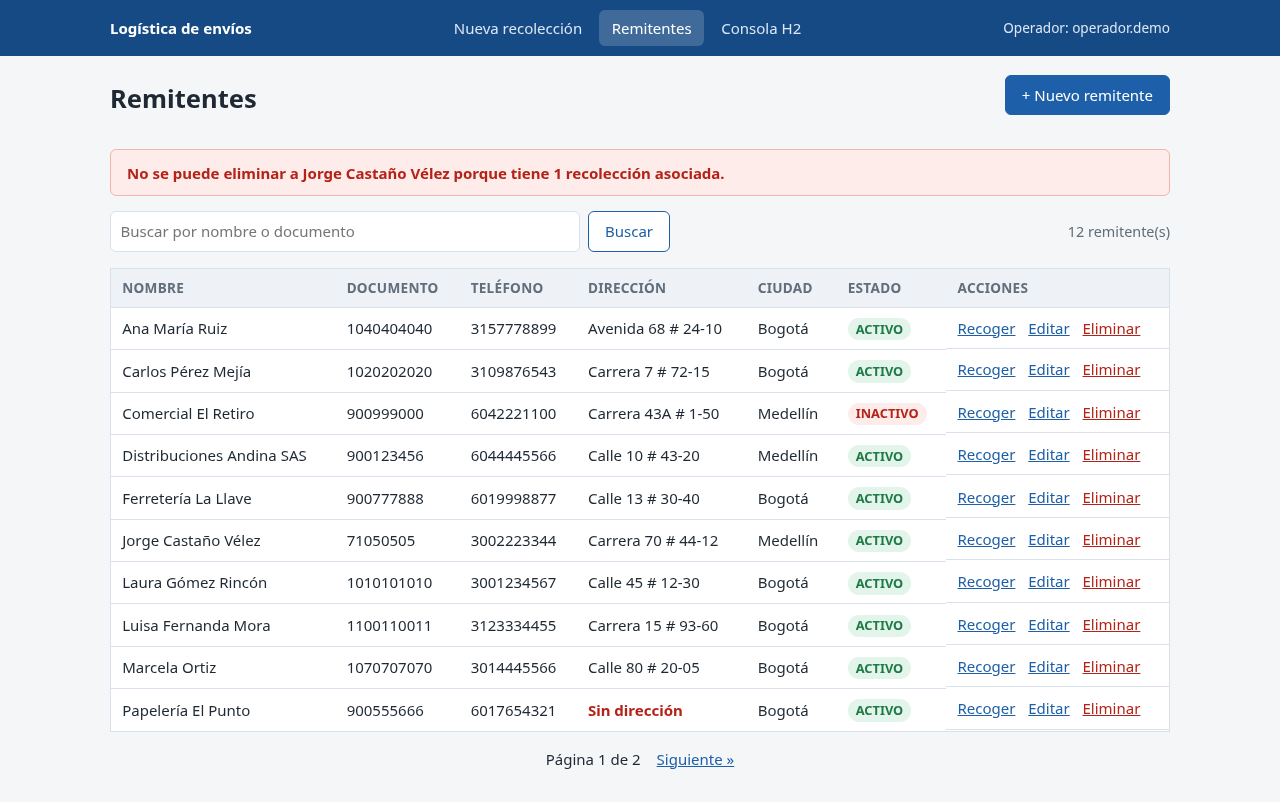 Logística de envíos Nueva recolección Remitentes Consola H2 Operador: operador.demo
Remitentes + Nuevo remitente
No se puede eliminar a Jorge Castaño Vélez porque tiene 1 recolección asociada.
Buscar por nombre o documento Buscar 12 remitente(s)
NOMBRE DOCUMENTO TELÉFONO DIRECCIÓN CIUDAD ESTADO ACCIONES
Ana María Ruiz 1040404040 3157778899 Avenida 68 # 24-10 Bogotá ACTIVO Recoger Editar Eliminar
Carlos Pérez Mejía 1020202020 3109876543 Carrera 7 # 72-15 Bogotá ACTIVO Recoger Editar Eliminar
Comercial El Retiro 900999000 6042221100 Carrera 43A # 1-50 Medellín INACTIVO Recoger Editar Eliminar
Distribuciones Andina SAS 900123456 6044445566 Calle 10 # 43-20 Medellín ACTIVO Recoger Editar Eliminar
Ferretería La Llave 900777888 6019998877 Calle 13 # 30-40 Bogotá ACTIVO Recoger Editar Eliminar
Jorge Castaño Vélez 71050505 3002223344 Carrera 70 # 44-12 Medellín ACTIVO Recoger Editar Eliminar
Laura Gómez Rincón 1010101010 3001234567 Calle 45 # 12-30 Bogotá ACTIVO Recoger Editar Eliminar
Luisa Fernanda Mora 1100110011 3123334455 Carrera 15 # 93-60 Bogotá ACTIVO Recoger Editar Eliminar
Marcela Ortiz 1070707070 3014445566 Calle 80 # 20-05 Bogotá ACTIVO Recoger Editar Eliminar
Papelería El Punto 900555666 6017654321 Sin dirección Bogotá ACTIVO Recoger Editar Eliminar
Página 1 de 2 Siguiente »